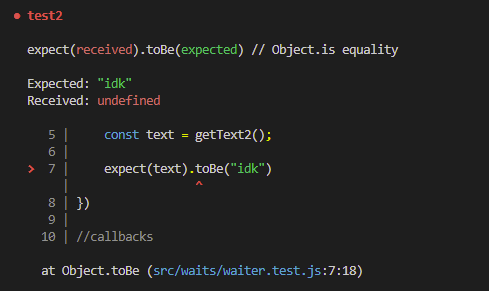 ● test2
expect(received).toBe(expected) // Object.is equality
Expected: "idk"
Received: undefined
5 |     const text = getText2();
6 |
> 7 |     expect(text).toBe("idk")
|                  ^
8 | })
9 |
10 | //callbacks
at Object.toBe (src/waits/waiter.test.js:7:18)